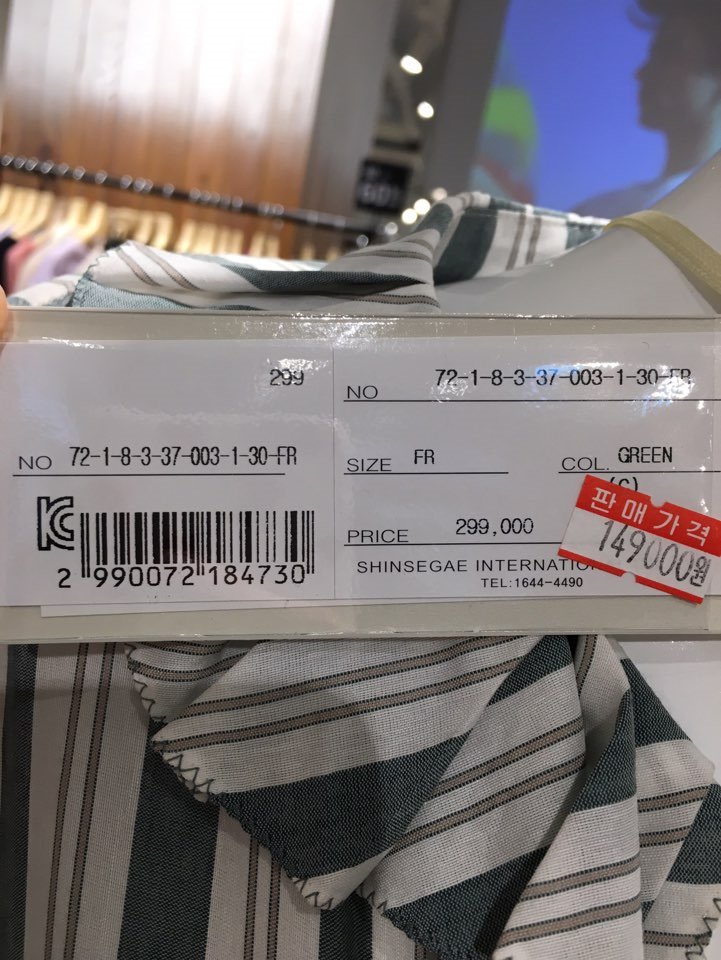 299
NO 72-1-8-3-37-003-1-30-FR
2 990072 184730
NO 72-1-8-3-37-003-1-30-FR
SIZE FR
COL. GREEN
(G)
PRICE 299,000
판매가격
149000원
SHINSEGAE INTERNATIO
TEL:1644-4490